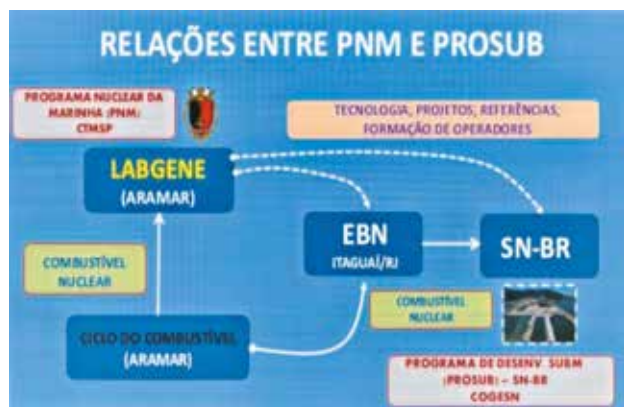 RELAÇÕES ENTRE PNM E PROSUB
PROGRAMA NUCLEAR DA
MARINHA (PNM)
CTMSP
TECNOLOGIA, PROJETOS, REFERÊNCIAS,
FORMAÇÃO DE OPERADORES
LABGENE
(ARAMAR)
EBN
ITAGUAÍ/RJ
SN-BR
COMBUSTÍVEL
NUCLEAR
COMBUSTÍVEL
NUCLEAR
CICLO DO COMBUSTÍVEL
(ARAMAR)
PROGRAMA DE DESENV. SUBM
(PROSUB) – SN-BR
COGESN